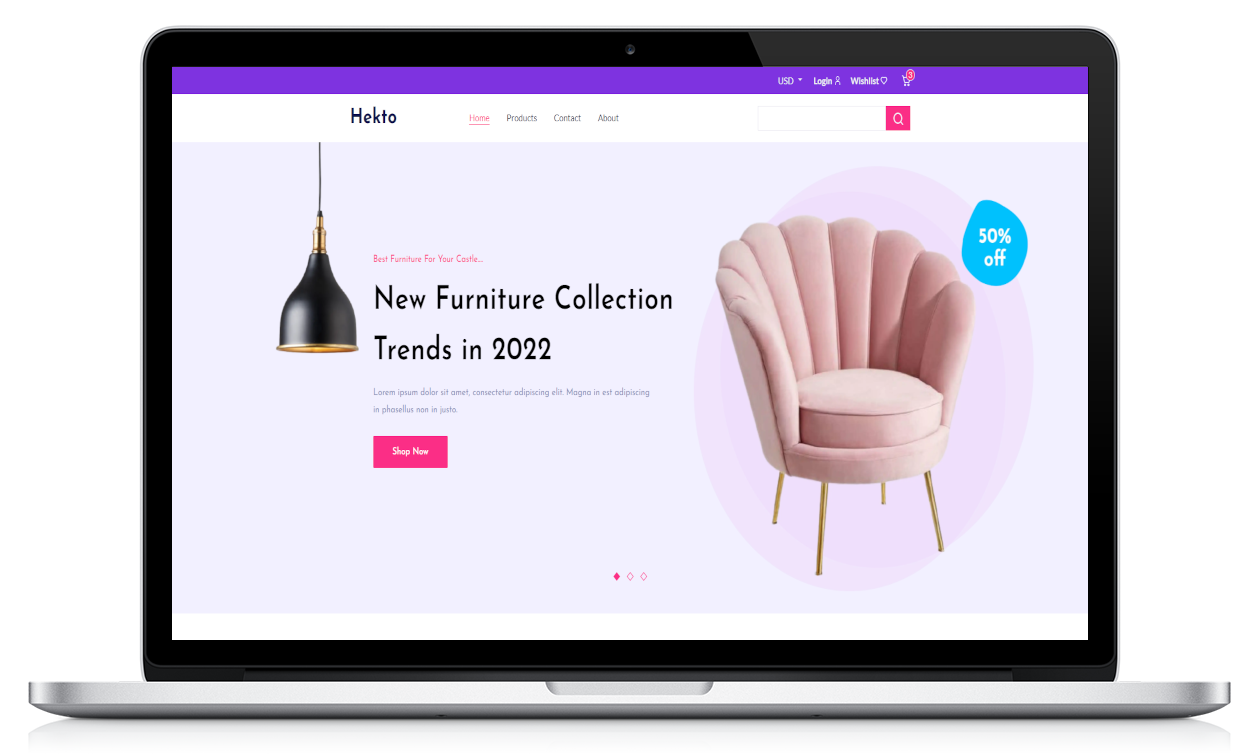 USD Login Wishlist 3
Hekto Home Products Contact About
50%
off
Best Furniture For Your Castle...
New Furniture Collection
Trends in 2022
Lorem ipsum dolor sit amet, consectetur adipiscing elit. Magna in est adipiscing
in phasellus non in justo.
Shop Now